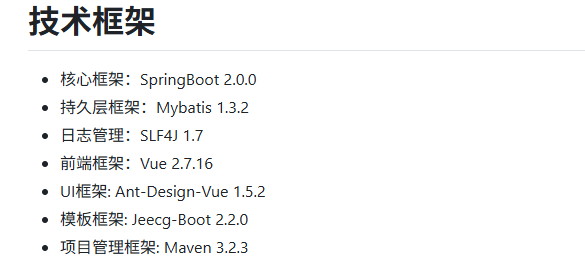 技术框架
核心框架：SpringBoot 2.0.0
持久层框架：Mybatis 1.3.2
日志管理：SLF4J 1.7
前端框架：Vue 2.7.16
UI框架: Ant-Design-Vue 1.5.2
模板框架: Jeecg-Boot 2.2.0
项目管理框架: Maven 3.2.3